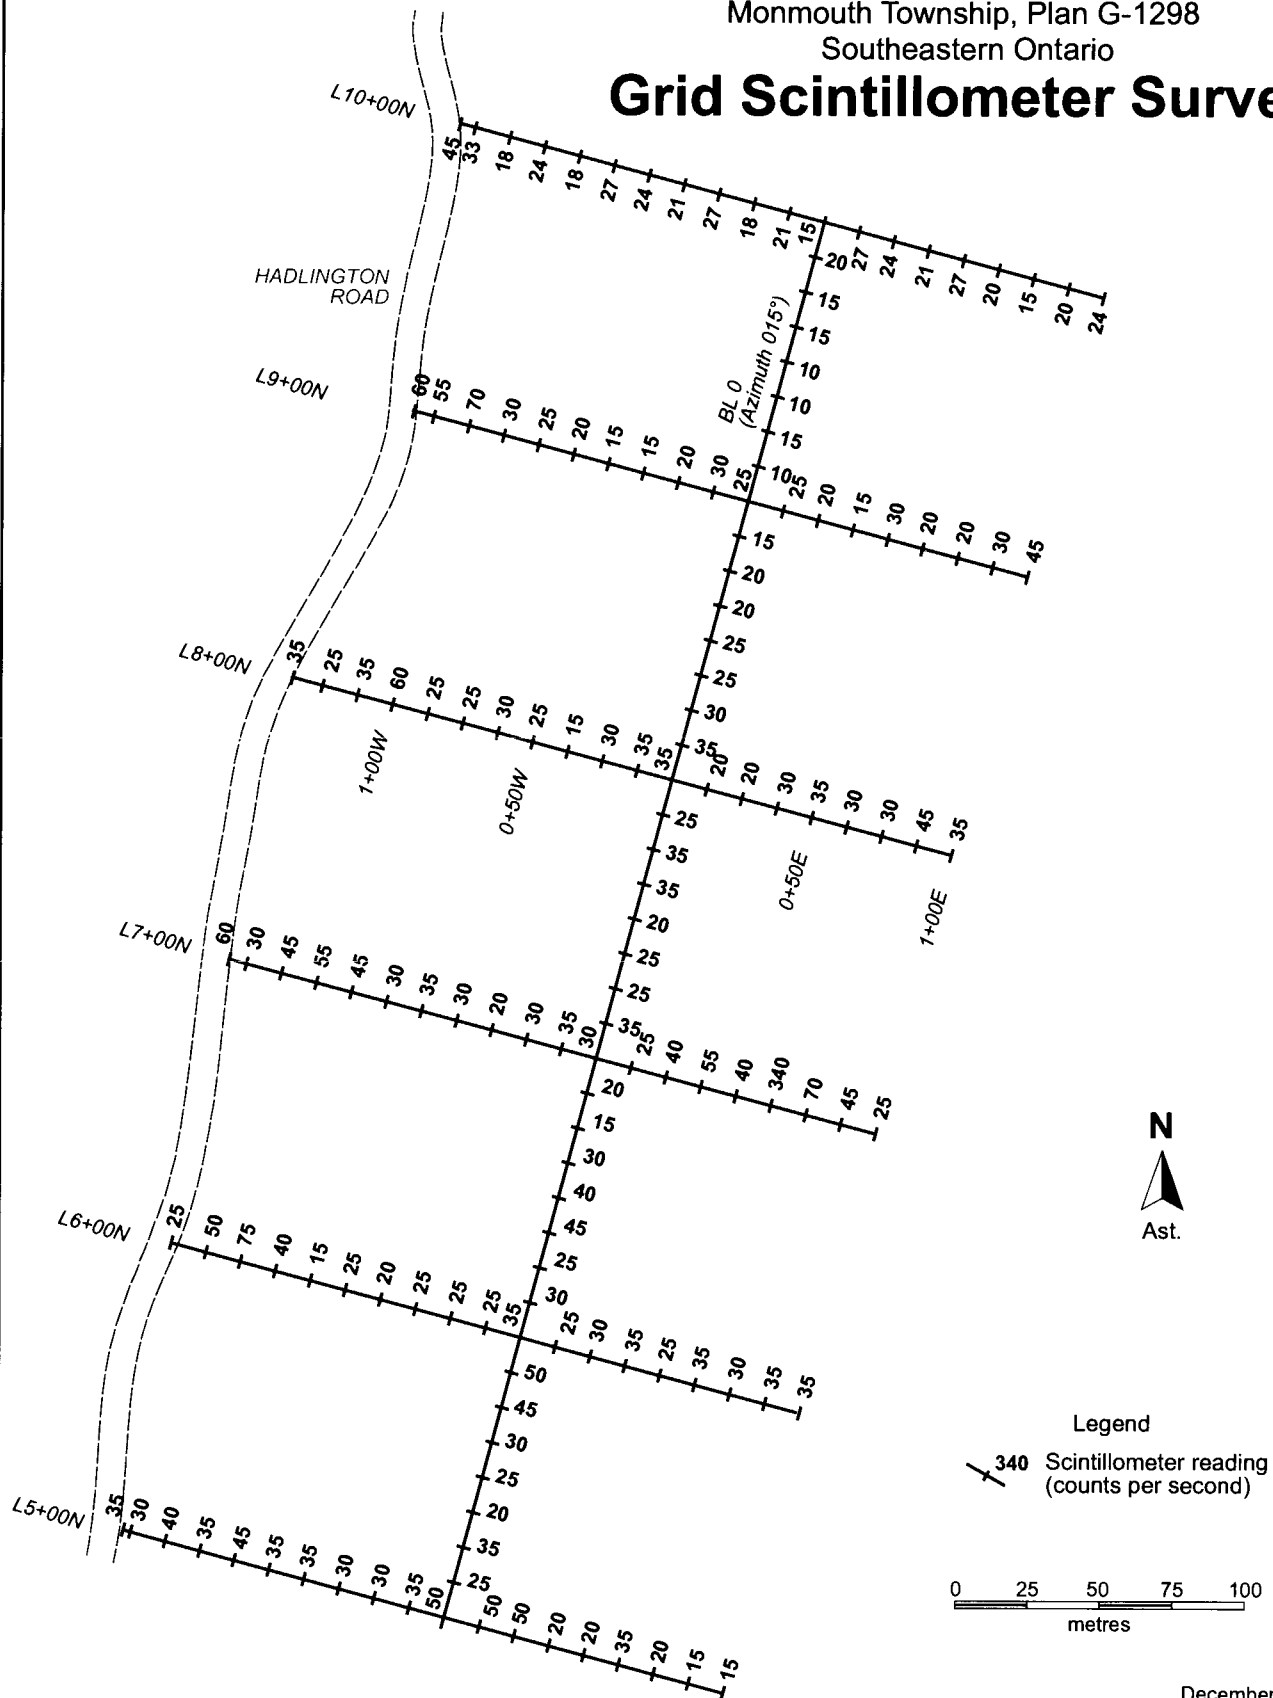 Monmouth Township, Plan G-1298
Southeastern Ontario
Grid Scintillometer Surve
L10+00N
45 33 18 24 18 27 24 21 27 18 21 15 27 24 21 27 20 15 20 24
HADLINGTON
ROAD
20
15
15
10
10
15
10
BL 0
(Azimuth 015°)
L9+00N
60 55 70 30 25 20 15 15 20 30 25 25 20 15 30 20 20 30 45
15
20
20
25
25
30
35
L8+00N
35 25 35 60 25 25 30 25 15 30 35 35 20 20 30 35 30 30 45 35
1+00W
0+50W
0+50E
1+00E
25
35
35
20
25
25
35
L7+00N
60 30 45 55 45 30 35 30 20 30 35 30 25 40 55 40 340 70 45 25
20
15
30
40
45
25
30
N
Ast.
L6+00N
25 50 75 40 15 25 20 25 25 25 35 25 30 35 25 35 30 35 35
50
45
30
25
20
35
25
L5+00N
35 30 40 35 45 35 35 30 30 35 50 50 50 20 20 35 20 15 15
Legend
340 Scintillometer reading
(counts per second)
0 25 50 75 100
metres
December